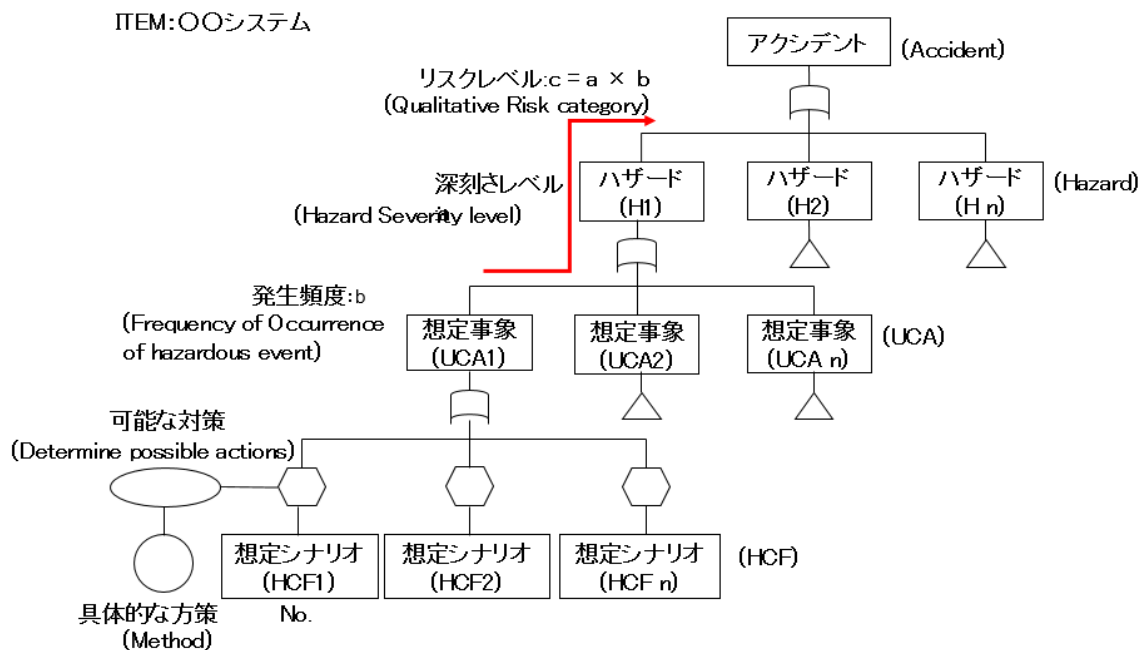 ITEM:〇〇システム
アクシデント
(Accident)
リスクレベル:c = a × b
(Qualitative Risk category)
深刻さレベル
(Hazard Severity level)
ハザード
(H1)
ハザード
(H2)
ハザード
(H n)
(Hazard)
発生頻度:b
(Frequency of Occurrence
of hazardous event)
想定事象
(UCA1)
想定事象
(UCA2)
想定事象
(UCA n)
(UCA)
可能な対策
(Determine possible actions)
想定シナリオ
(HCF1)
想定シナリオ
(HCF2)
想定シナリオ
(HCF n)
(HCF)
具体的な方策
(Method)
No.